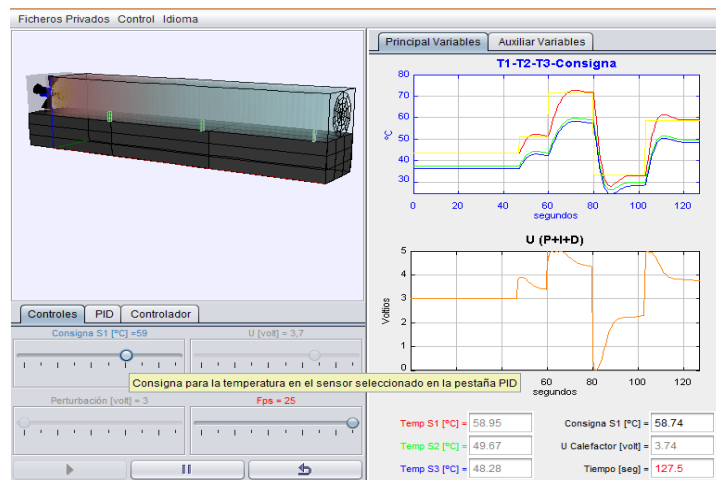 Ficheros Privados Control Idioma
Principal Variables Auxiliar Variables
T1-T2-T3-Consigna
80
70
60
50
40
30
ºC
0 20 40 60 80 100 120
segundos
U (P+I+D)
5
4
3
2
1
0
Voltios
60 80 100 120
segundos
Controles PID Controlador
Consigna S1 [ºC] =59
U [volt] = 3,7
Consigna para la temperatura en el sensor seleccionado en la pestaña PID
Perturbación [volt] = 3
Fps = 25
Temp S1 [ºC] = 58.95
Consigna S1 [ºC] = 58.74
Temp S2 [ºC] = 49.67
U Calefactor [volt] = 3.74
Temp S3 [ºC] = 48.28
Tiempo [seg] = 127.5